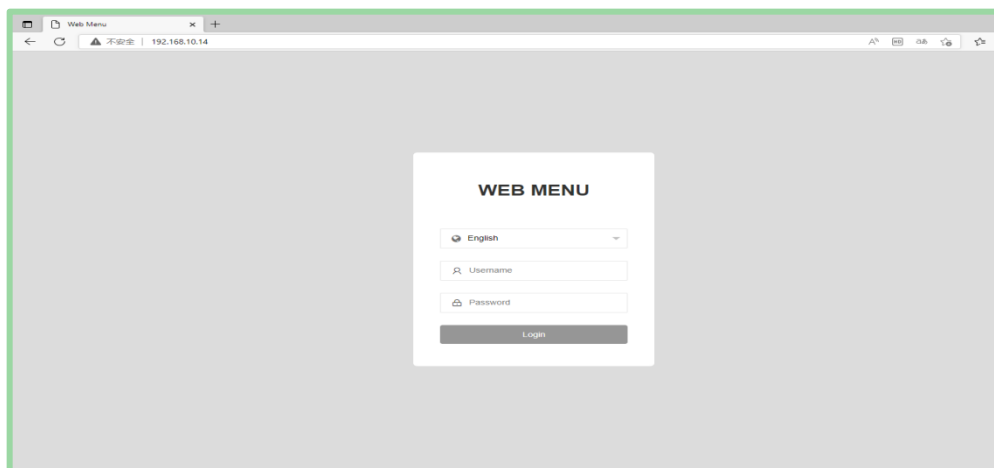 Web Menu
不安全 | 192.168.10.14
WEB MENU
English
Username
Password
Login